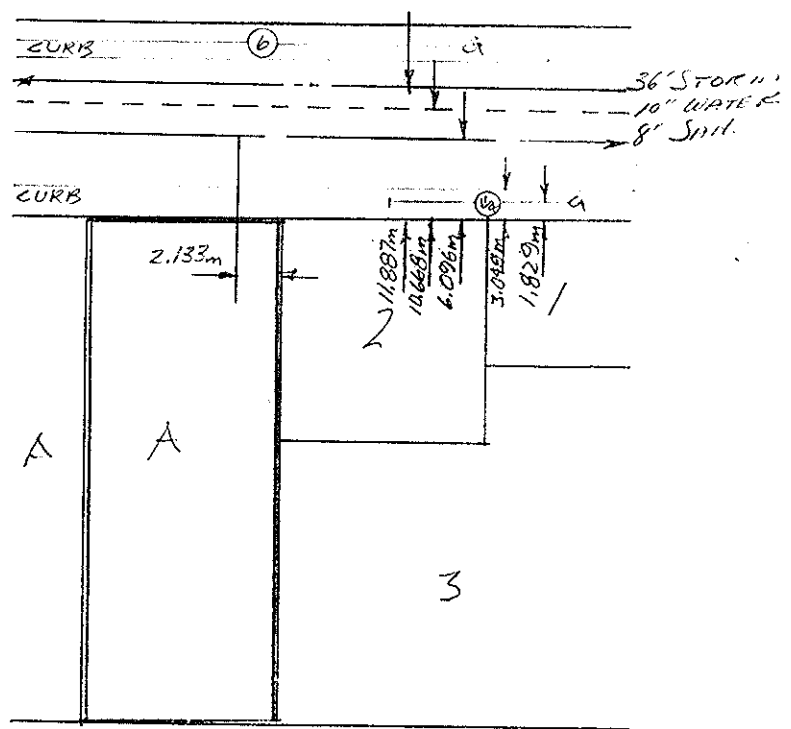 CURB
6
G
36" STORM
10" WATER
8" SAN.
CURB
G
2.133m
11.887m
10.668m
6.096m
3.048m
1.829m
2
1
A
A
3